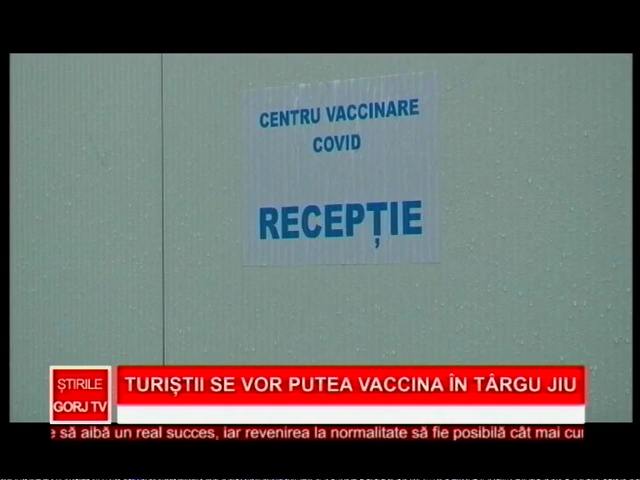 CENTRU VACCINARE
COVID
RECEPȚIE
ȘTIRILE
GORJ TV
TURIȘTII SE VOR PUTEA VACCINA ÎN TÂRGU JIU
să aibă un real succes, iar revenirea la normalitate să fie posibilă cât mai